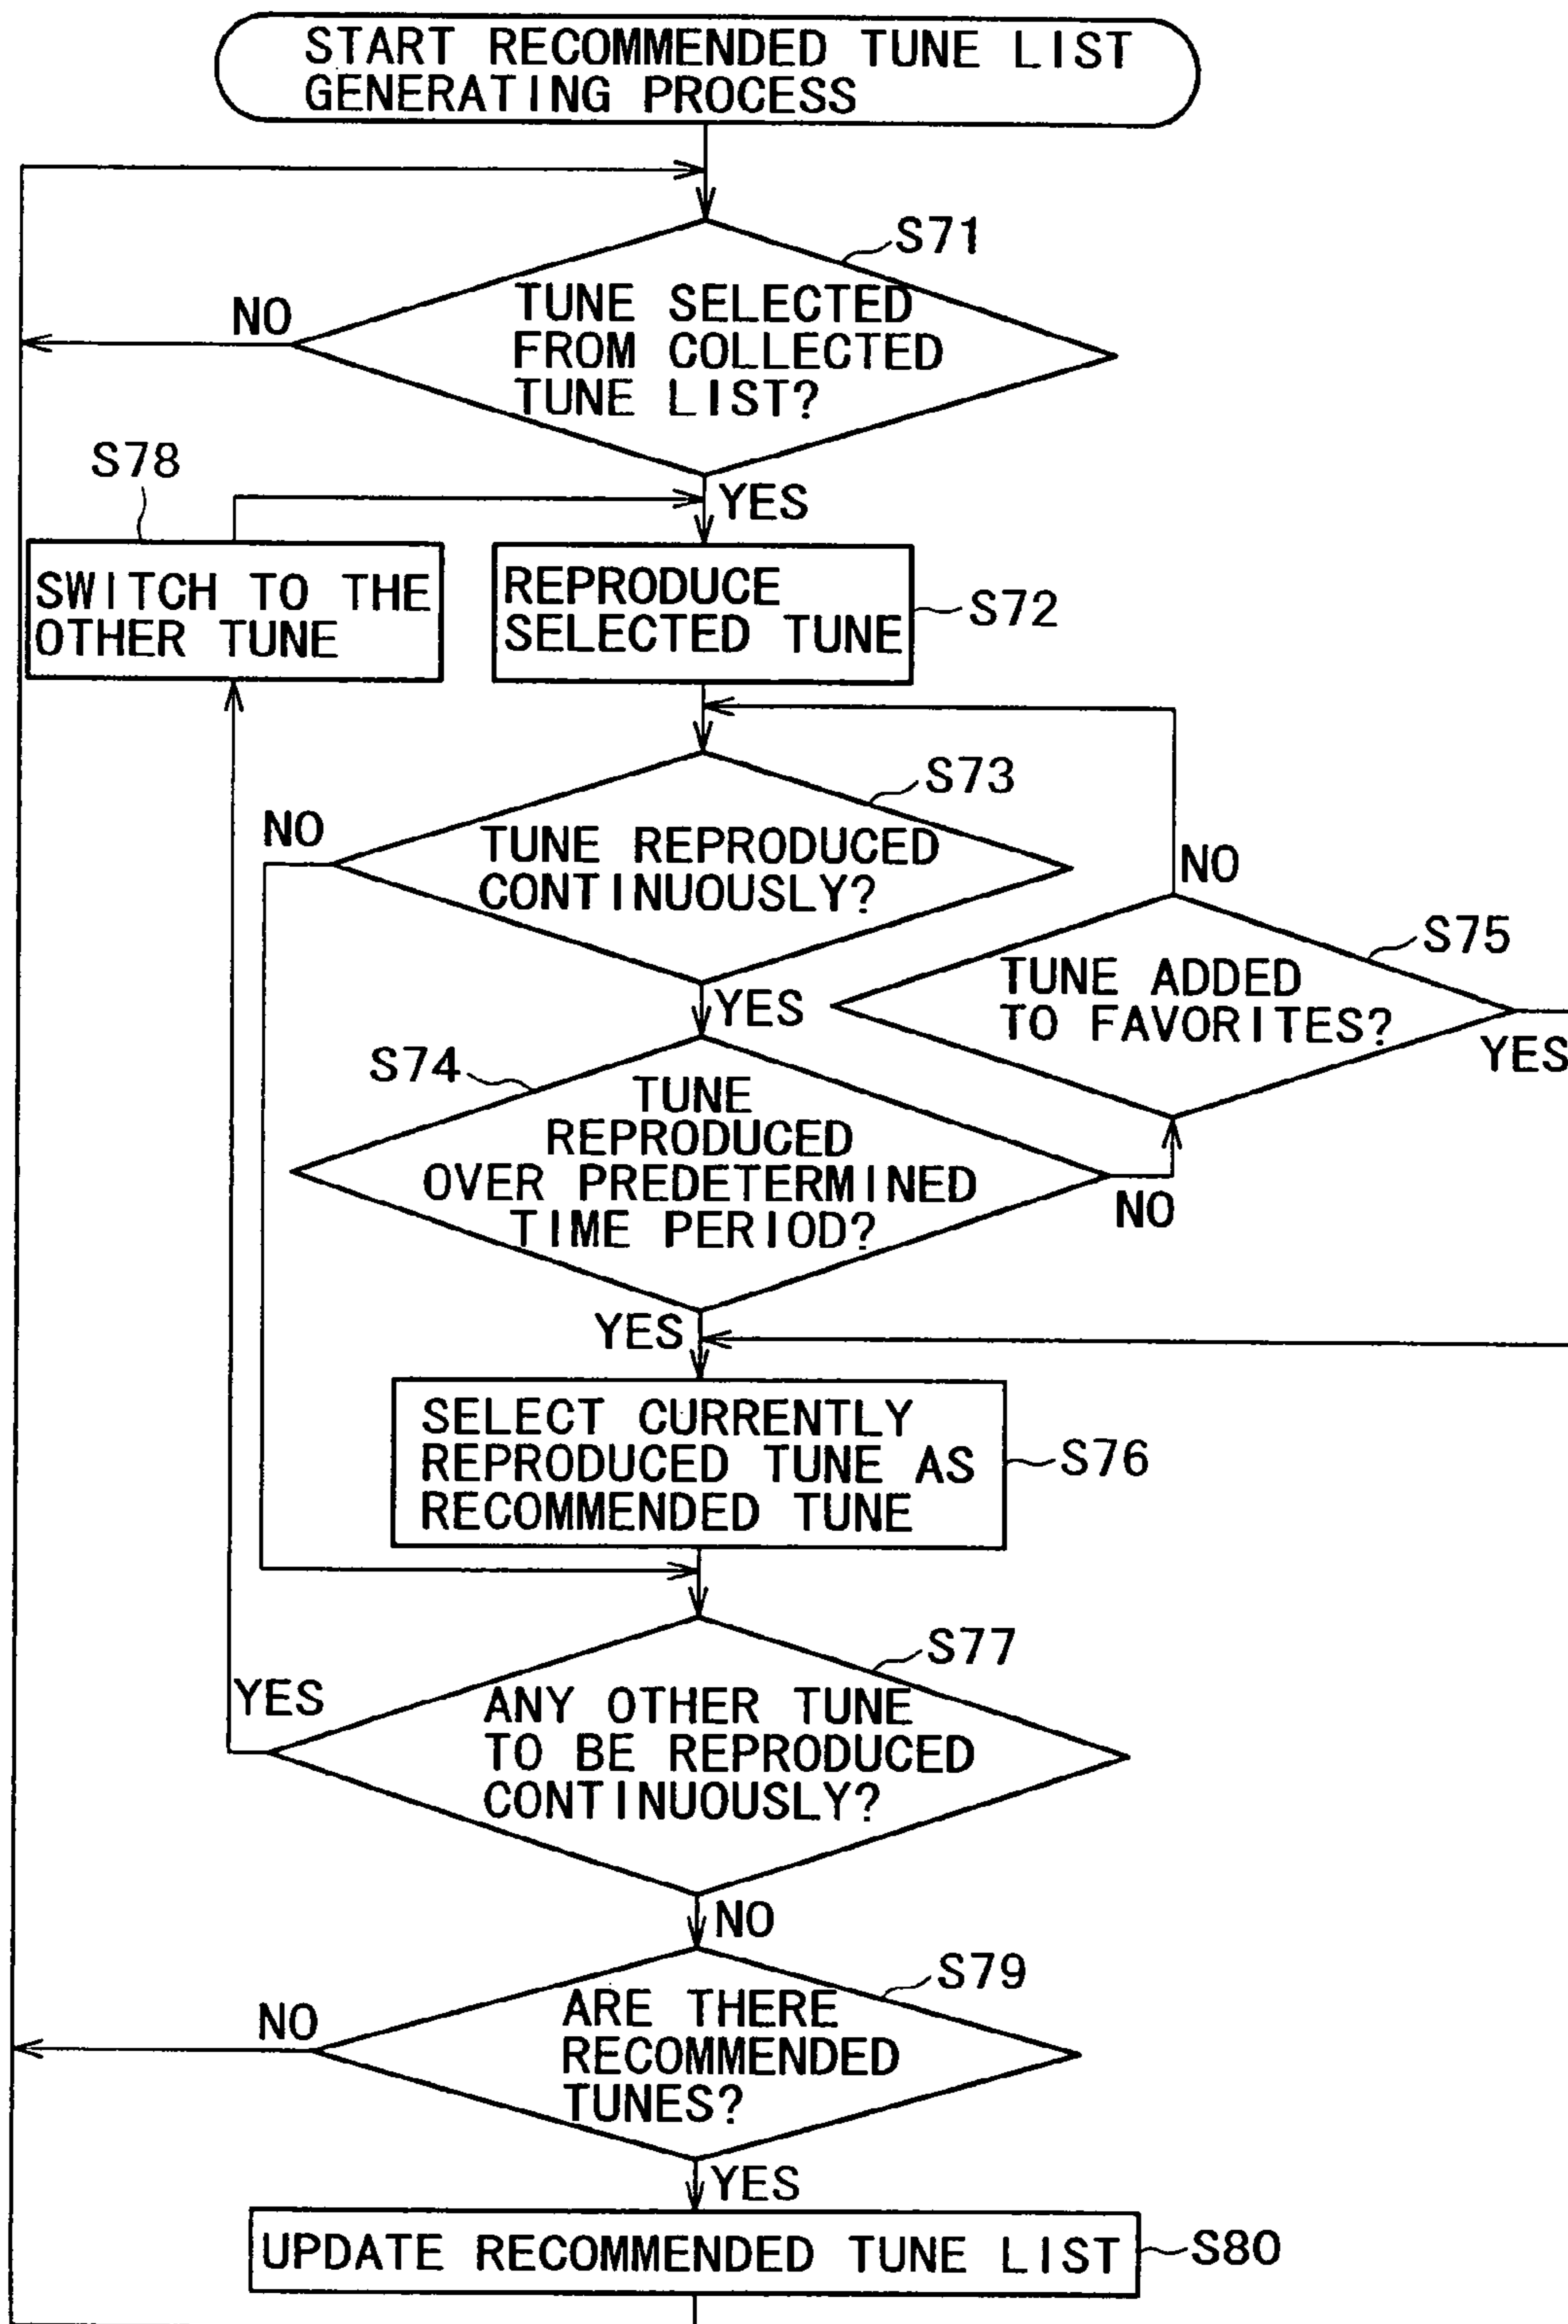 START RECOMMENDED TUNE LIST
GENERATING PROCESS
S71
NO
TUNE SELECTED
FROM COLLECTED
TUNE LIST?
S78
YES
SWITCH TO THE
OTHER TUNE
REPRODUCE
SELECTED TUNE
S72
S73
NO
TUNE REPRODUCED
CONTINUOUSLY?
NO
S75
TUNE ADDED
TO FAVORITES?
YES
YES
S74
TUNE
REPRODUCED
OVER PREDETERMINED
TIME PERIOD?
NO
YES
SELECT CURRENTLY
REPRODUCED TUNE AS
RECOMMENDED TUNE
S76
S77
YES
ANY OTHER TUNE
TO BE REPRODUCED
CONTINUOUSLY?
NO
S79
NO
ARE THERE
RECOMMENDED
TUNES?
YES
UPDATE RECOMMENDED TUNE LIST
S80